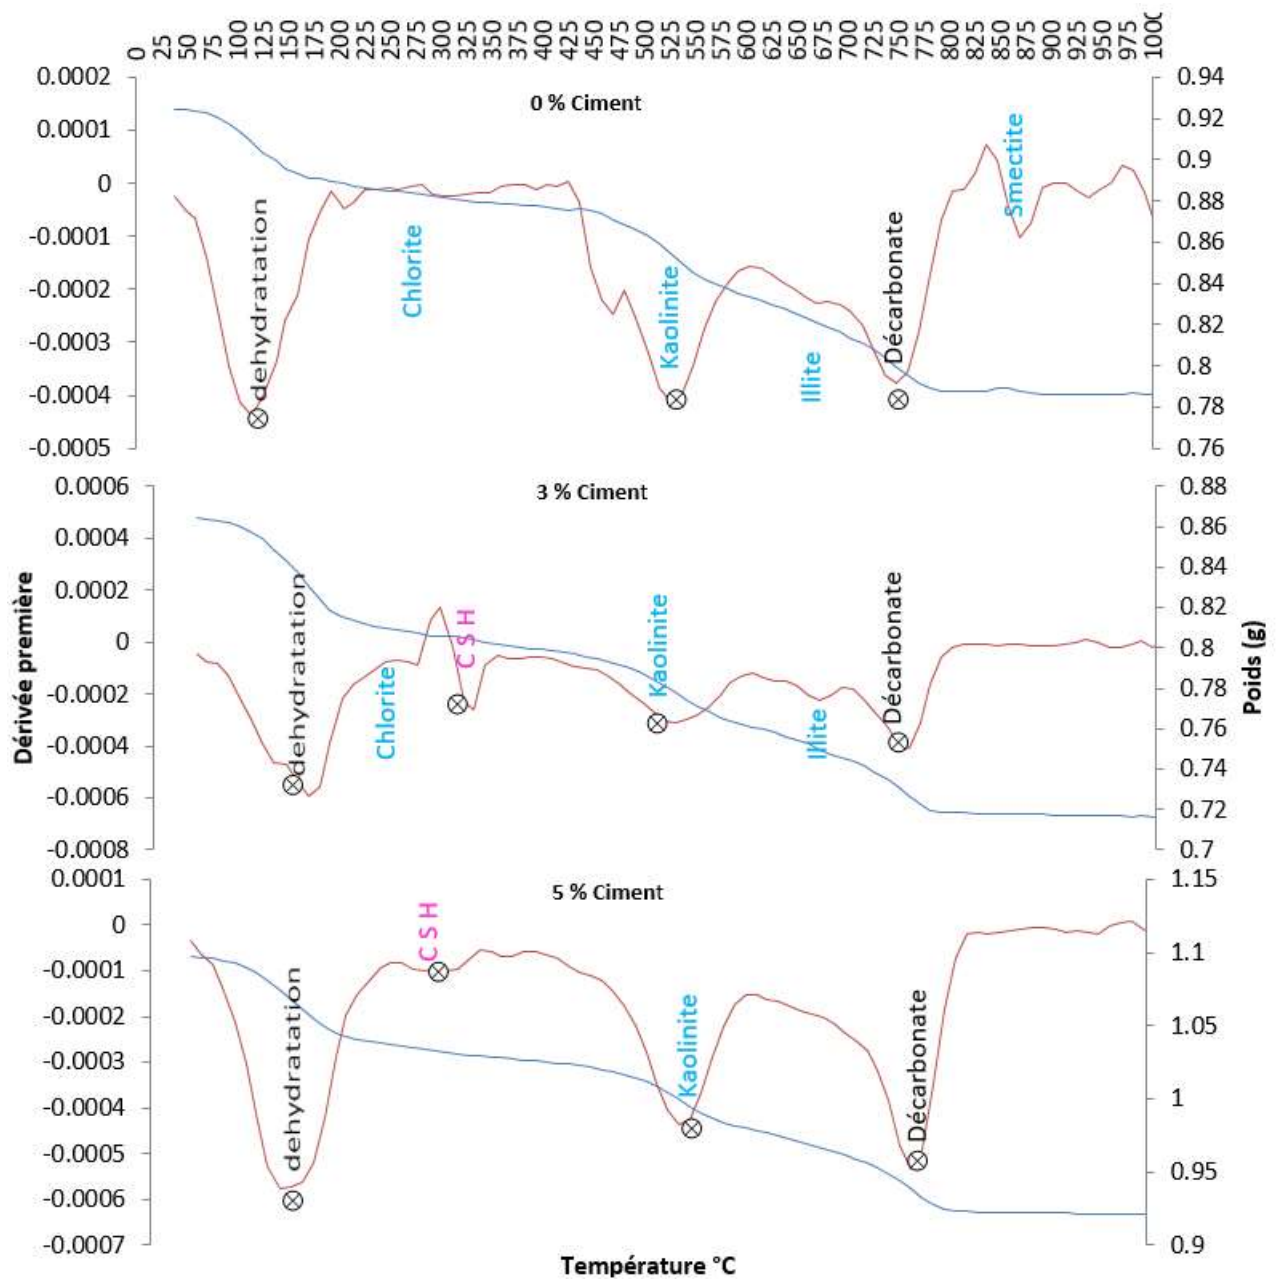 0 25 50 75 100 125 150 175 200 225 250 275 300 325 350 375 400 425 450 475 500 525 550 575 600 625 650 675 700 725 750 775 800 825 850 875 900 925 950 975 1000
0.0002 0.94
0 % Ciment
0.92
0.0001
Smectite
0.9
0 0.88
dehydratation
Chlorite
Décarbonate
-0.0001 0.86
Kaolinite
-0.0002 0.84
-0.0003 0.82
Illite
0.8
-0.0004 0.78
-0.0005 0.76
0.0006 0.88
3 % Ciment
0.86
0.0004
0.84
0.0002
dehydratation
C S H
Kaolinite
Décarbonate
0.82
0 0.8
Dérivée première
Poids (g)
Chlorite
-0.0002 0.78
Illite
0.76
-0.0004
0.74
-0.0006
0.72
-0.0008 0.7
0.0001 1.15
5 % Ciment
C S H
0
1.1
-0.0001
dehydratation
Kaolinite
Décarbonate
-0.0002
1.05
-0.0003
1
-0.0004
-0.0005
0.95
-0.0006
-0.0007 0.9
Température °C